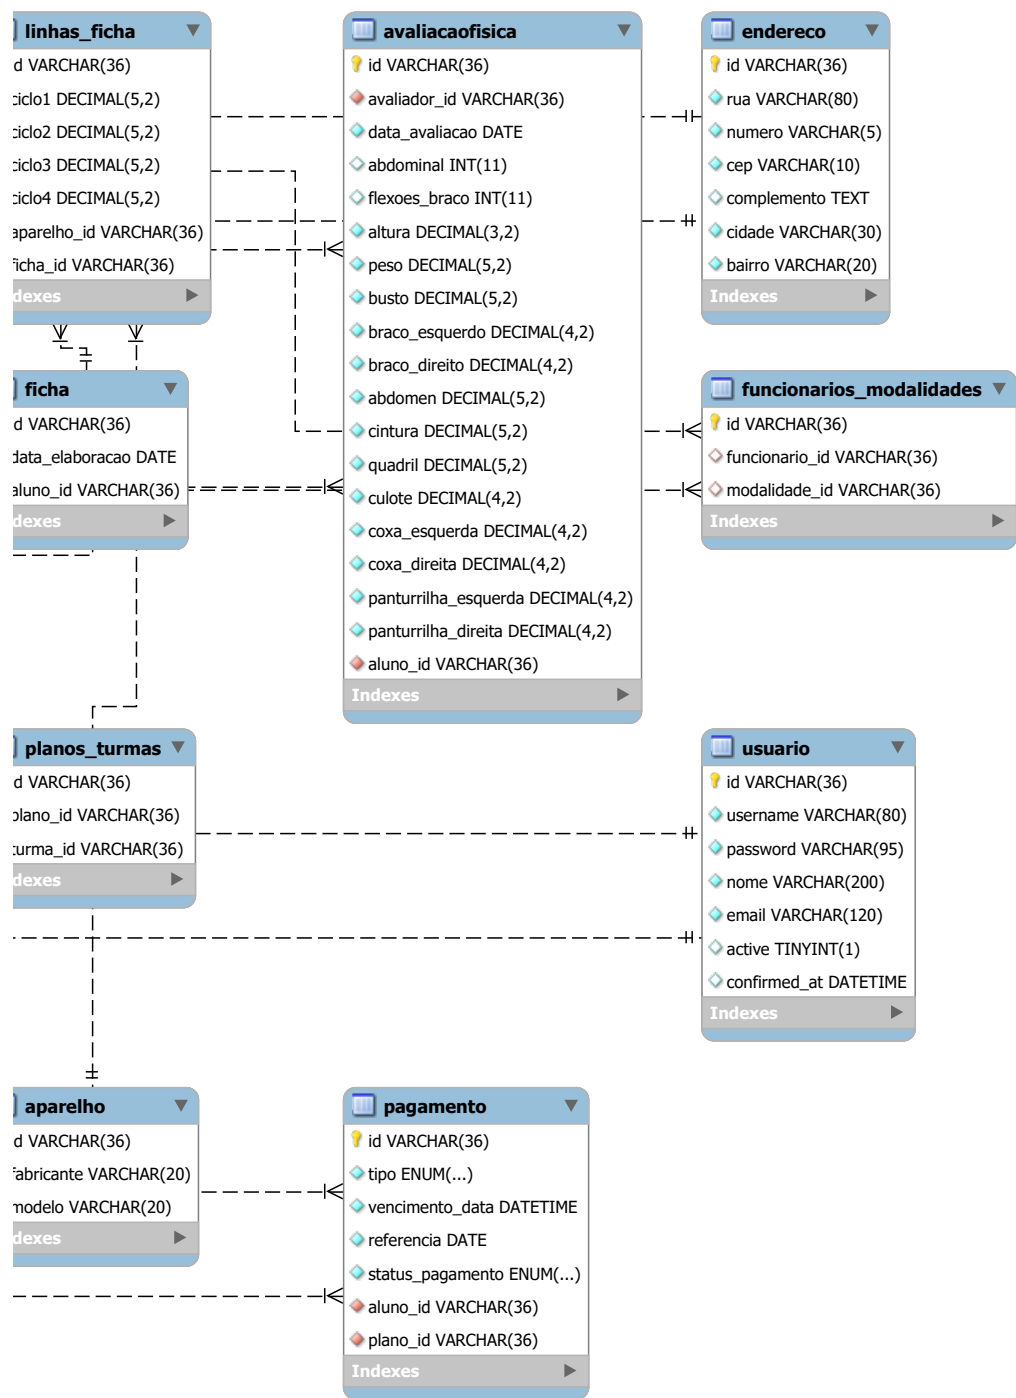 linhas_ficha
d VARCHAR(36)
ciclo1 DECIMAL(5,2)
ciclo2 DECIMAL(5,2)
ciclo3 DECIMAL(5,2)
ciclo4 DECIMAL(5,2)
aparelho_id VARCHAR(36)
ficha_id VARCHAR(36)
dexes
ficha
d VARCHAR(36)
data_elaboracao DATE
aluno_id VARCHAR(36)
dexes
planos_turmas
d VARCHAR(36)
plano_id VARCHAR(36)
turma_id VARCHAR(36)
dexes
aparelho
d VARCHAR(36)
fabricante VARCHAR(20)
modelo VARCHAR(20)
dexes
avaliacaofisica
id VARCHAR(36)
avaliador_id VARCHAR(36)
data_avaliacao DATE
abdominal INT(11)
flexoes_braco INT(11)
altura DECIMAL(3,2)
peso DECIMAL(5,2)
busto DECIMAL(5,2)
braco_esquerdo DECIMAL(4,2)
braco_direito DECIMAL(4,2)
abdomen DECIMAL(5,2)
cintura DECIMAL(5,2)
quadril DECIMAL(5,2)
culote DECIMAL(4,2)
coxa_esquerda DECIMAL(4,2)
coxa_direita DECIMAL(4,2)
panturrilha_esquerda DECIMAL(4,2)
panturrilha_direita DECIMAL(4,2)
aluno_id VARCHAR(36)
Indexes
pagamento
id VARCHAR(36)
tipo ENUM(...)
vencimento_data DATETIME
referencia DATE
status_pagamento ENUM(...)
aluno_id VARCHAR(36)
plano_id VARCHAR(36)
Indexes
endereco
id VARCHAR(36)
rua VARCHAR(80)
numero VARCHAR(5)
cep VARCHAR(10)
complemento TEXT
cidade VARCHAR(30)
bairro VARCHAR(20)
Indexes
funcionarios_modalidades
id VARCHAR(36)
funcionario_id VARCHAR(36)
modalidade_id VARCHAR(36)
Indexes
usuario
id VARCHAR(36)
username VARCHAR(80)
password VARCHAR(95)
nome VARCHAR(200)
email VARCHAR(120)
active TINYINT(1)
confirmed_at DATETIME
Indexes